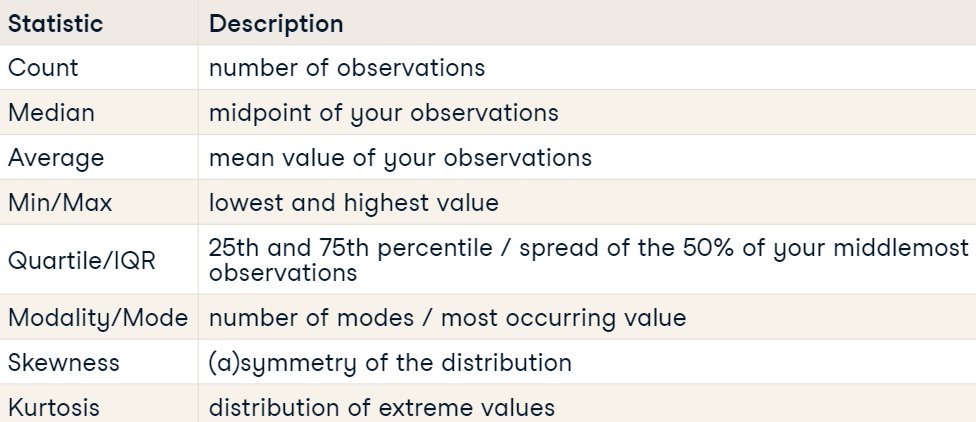 Statistic Description
Count number of observations
Median midpoint of your observations
Average mean value of your observations
Min/Max lowest and highest value
Quartile/IQR 25th and 75th percentile / spread of the 50% of your middlemost
observations
Modality/Mode number of modes / most occurring value
Skewness (a)symmetry of the distribution
Kurtosis distribution of extreme values